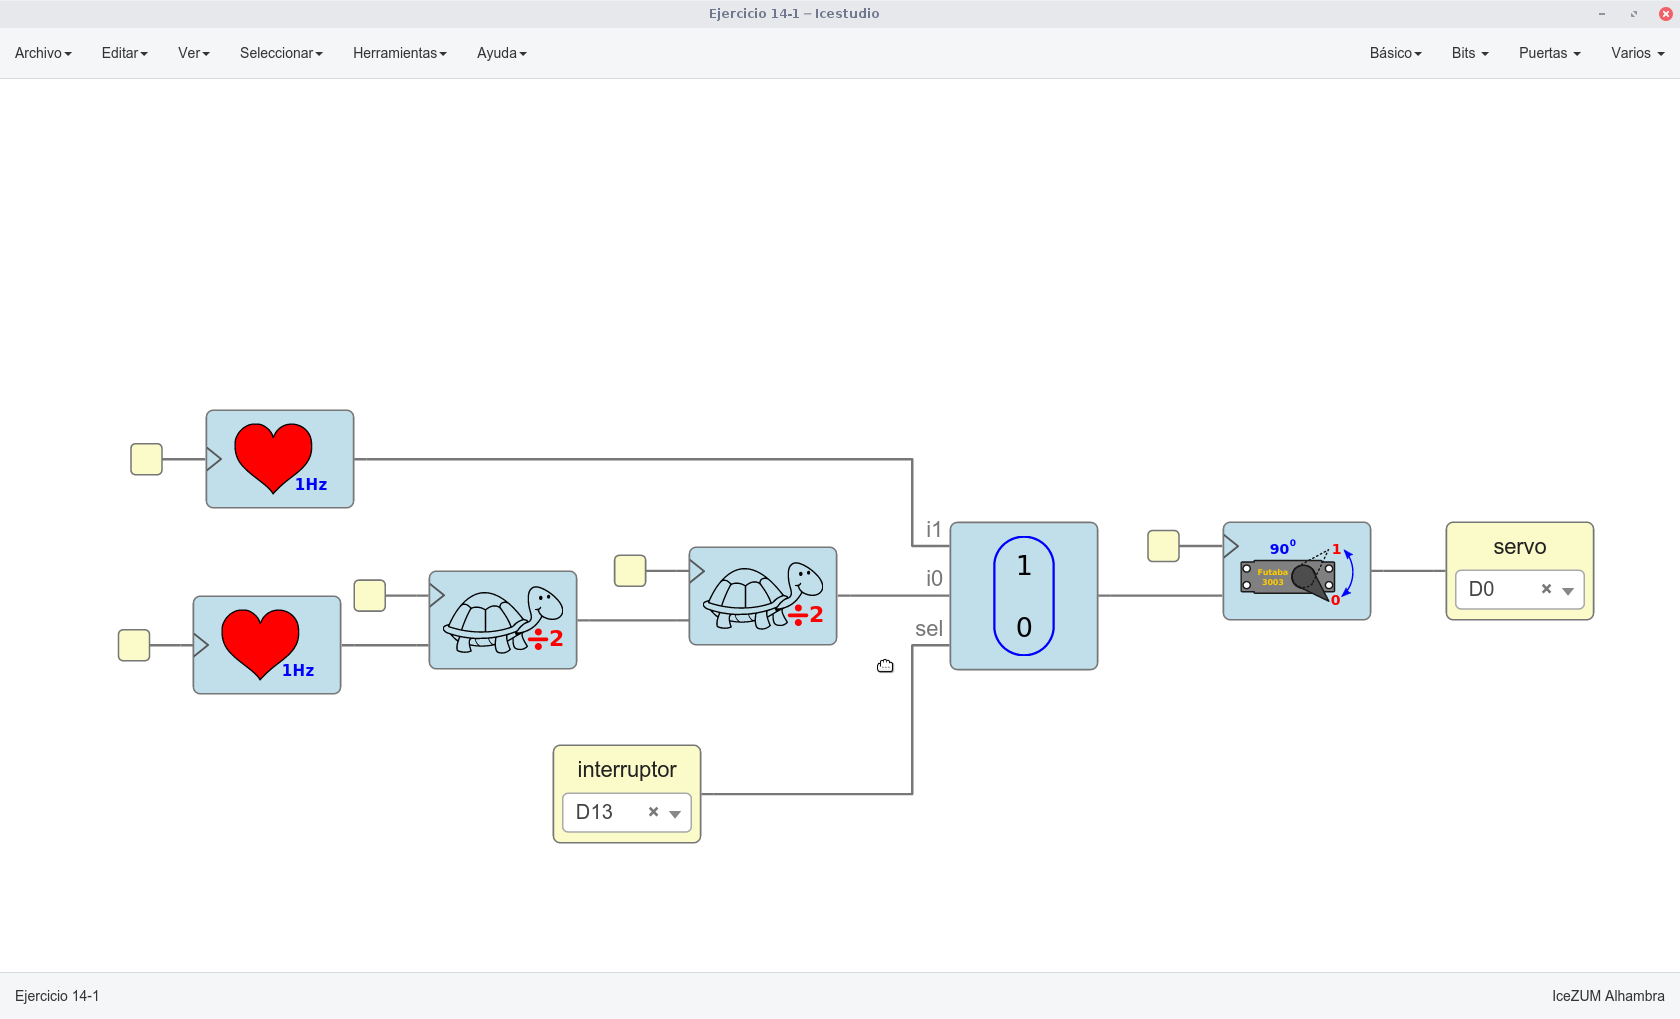 Ejercicio 14-1 – Icestudio
Archivo Editar Ver Seleccionar Herramientas Ayuda Básico Bits Puertas Varios
1Hz
i1
i0
sel
1
0
90⁰ 1
Futaba
3003
0
servo
D0
÷2
÷2
1Hz
interruptor
D13
Ejercicio 14-1 IceZUM Alhambra